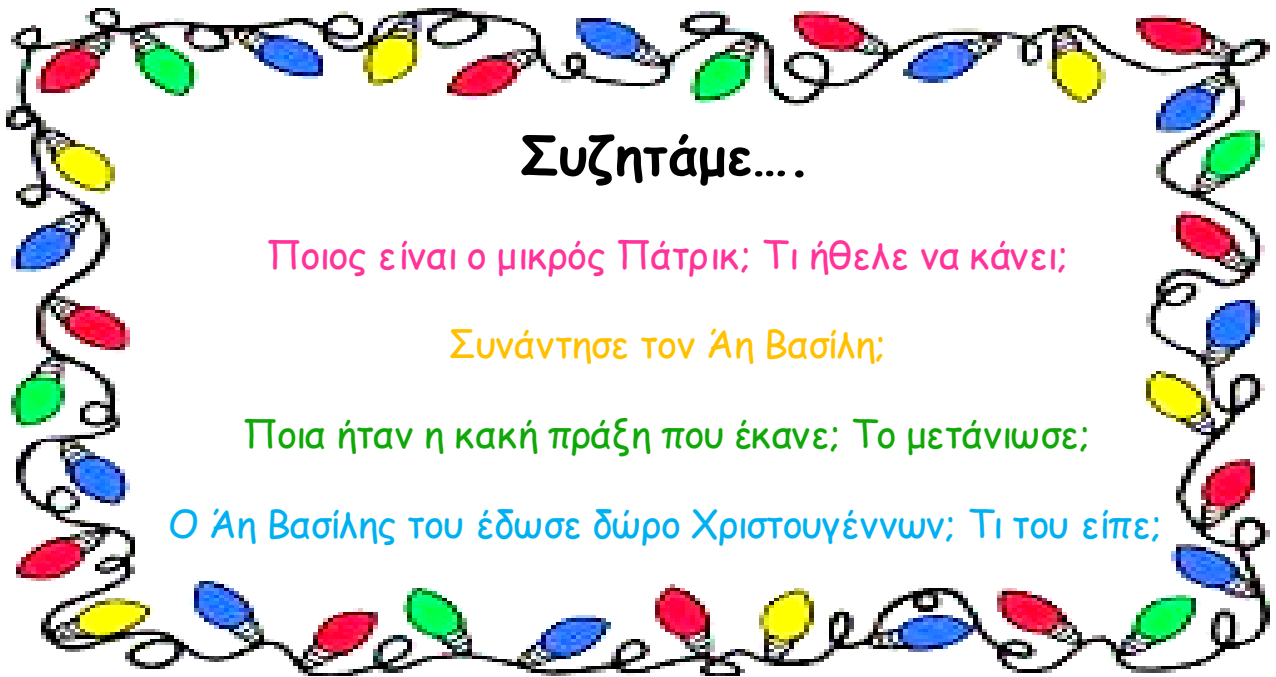 Συζητάμε….
Ποιος είναι ο μικρός Πάτρικ; Τι ήθελε να κάνει;
Συνάντησε τον Άη Βασίλη;
Ποια ήταν η κακή πράξη που έκανε; Το μετάνιωσε;
Ο Άη Βασίλης του έδωσε δώρο Χριστουγέννων; Τι του είπε;